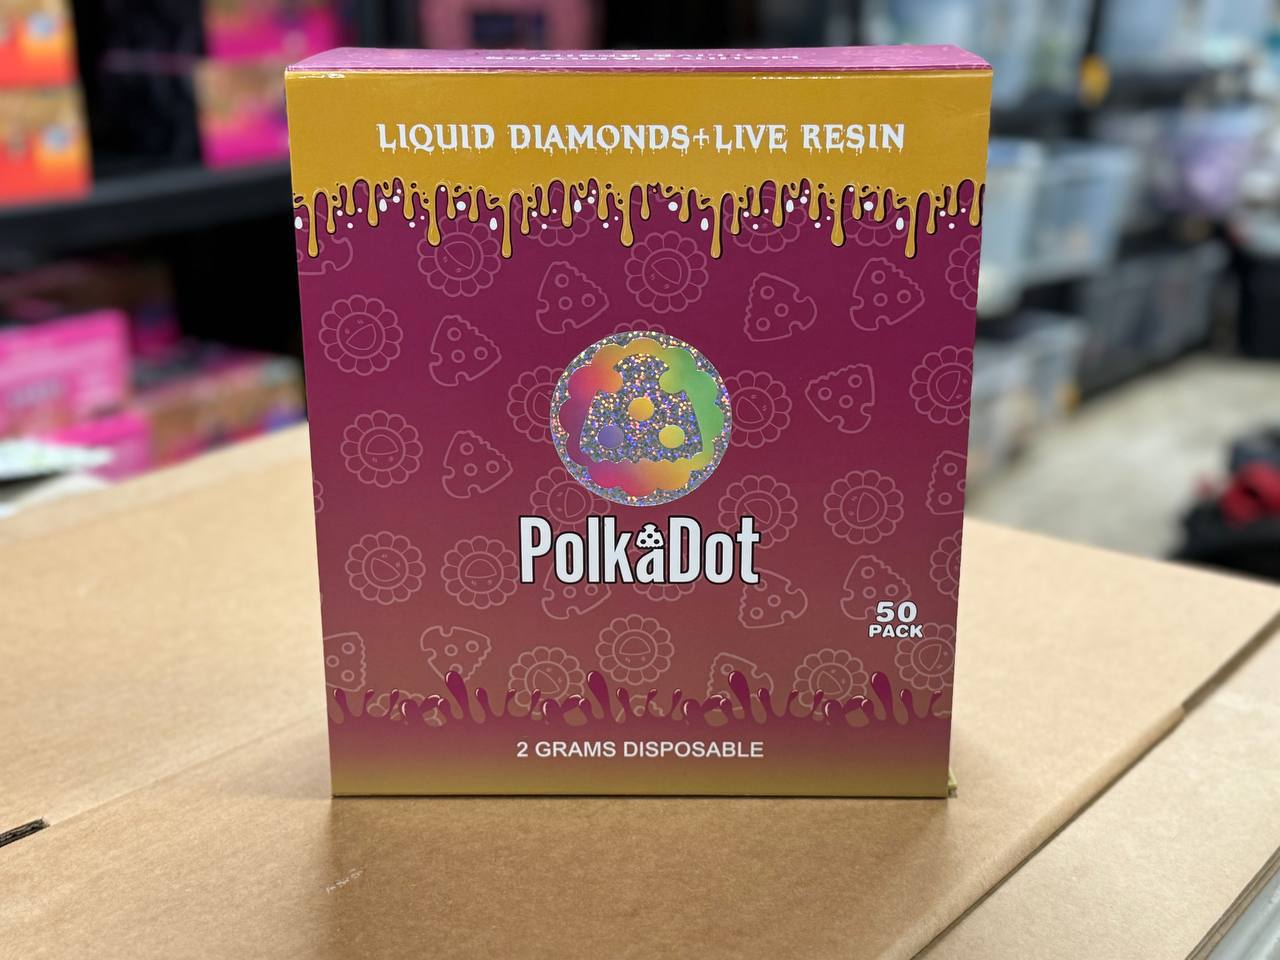 LIQUID DIAMONDS+LIVE RESIN
PolkaDot
50
PACK
2 GRAMS DISPOSABLE